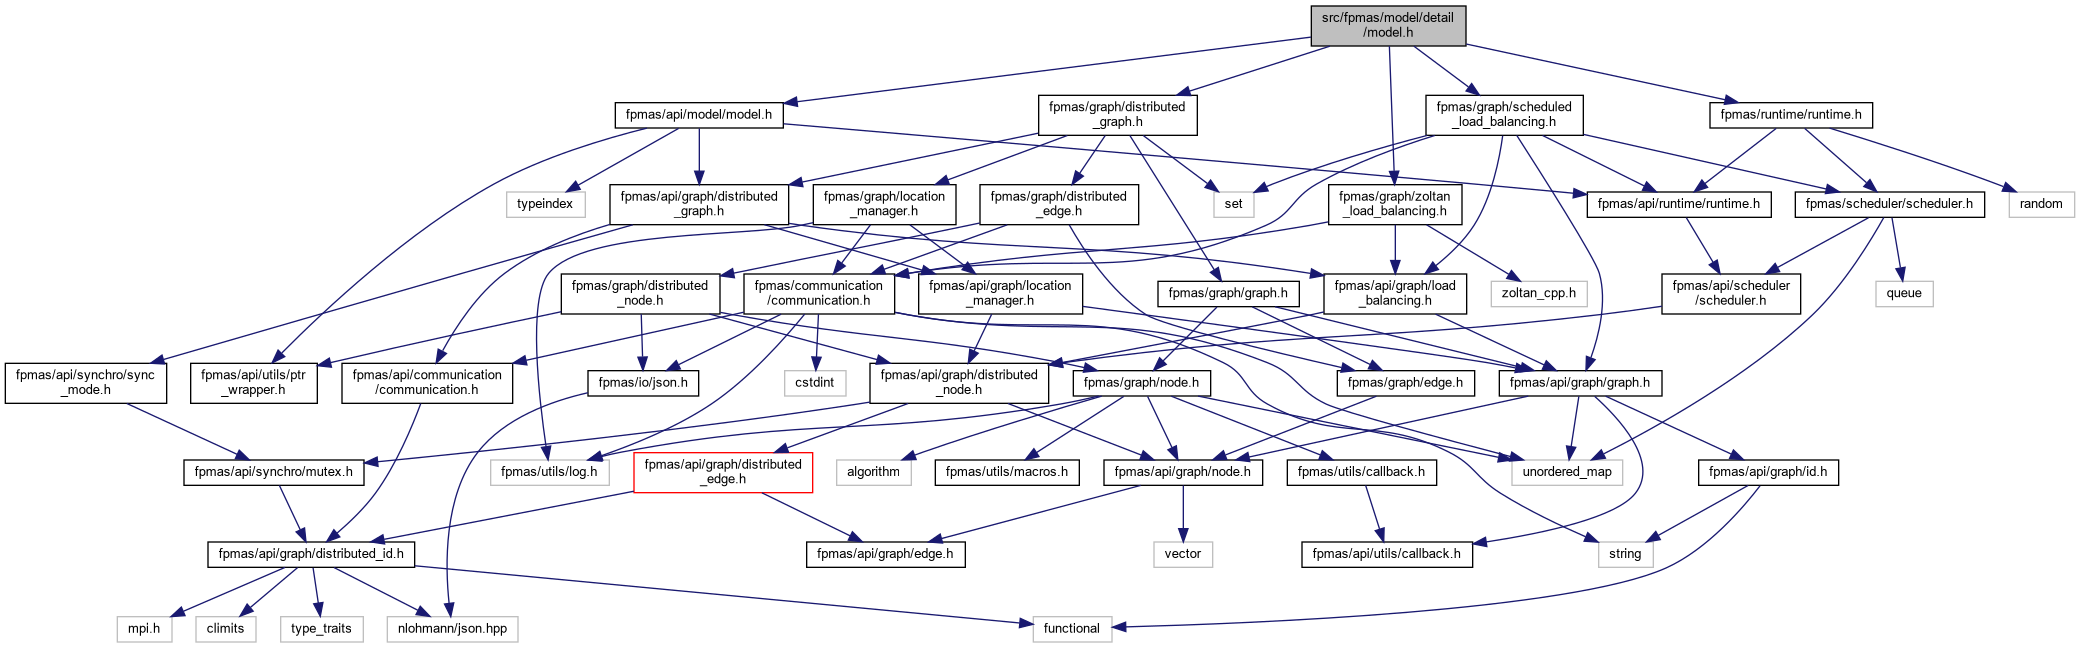 src/fpmas/model/detail
/model.h
fpmas/api/model/model.h
fpmas/graph/distributed
_graph.h
fpmas/graph/scheduled
_load_balancing.h
fpmas/runtime/runtime.h
typeindex
fpmas/api/graph/distributed
_graph.h
fpmas/graph/location
_manager.h
fpmas/graph/distributed
_edge.h
set
fpmas/graph/zoltan
_load_balancing.h
fpmas/api/runtime/runtime.h
fpmas/scheduler/scheduler.h
random
fpmas/graph/distributed
_node.h
fpmas/communication
/communication.h
fpmas/api/graph/location
_manager.h
fpmas/graph/graph.h
fpmas/api/graph/load
_balancing.h
zoltan_cpp.h
fpmas/api/scheduler
/scheduler.h
queue
fpmas/api/synchro/sync
_mode.h
fpmas/api/utils/ptr
_wrapper.h
fpmas/api/communication
/communication.h
fpmas/io/json.h
cstdint
fpmas/api/graph/distributed
_node.h
fpmas/graph/node.h
fpmas/graph/edge.h
fpmas/api/graph/graph.h
fpmas/api/synchro/mutex.h
fpmas/utils/log.h
fpmas/api/graph/distributed
_edge.h
algorithm
fpmas/utils/macros.h
fpmas/api/graph/node.h
fpmas/utils/callback.h
unordered_map
fpmas/api/graph/id.h
fpmas/api/graph/distributed_id.h
fpmas/api/graph/edge.h
vector
fpmas/api/utils/callback.h
string
mpi.h
climits
type_traits
nlohmann/json.hpp
functional